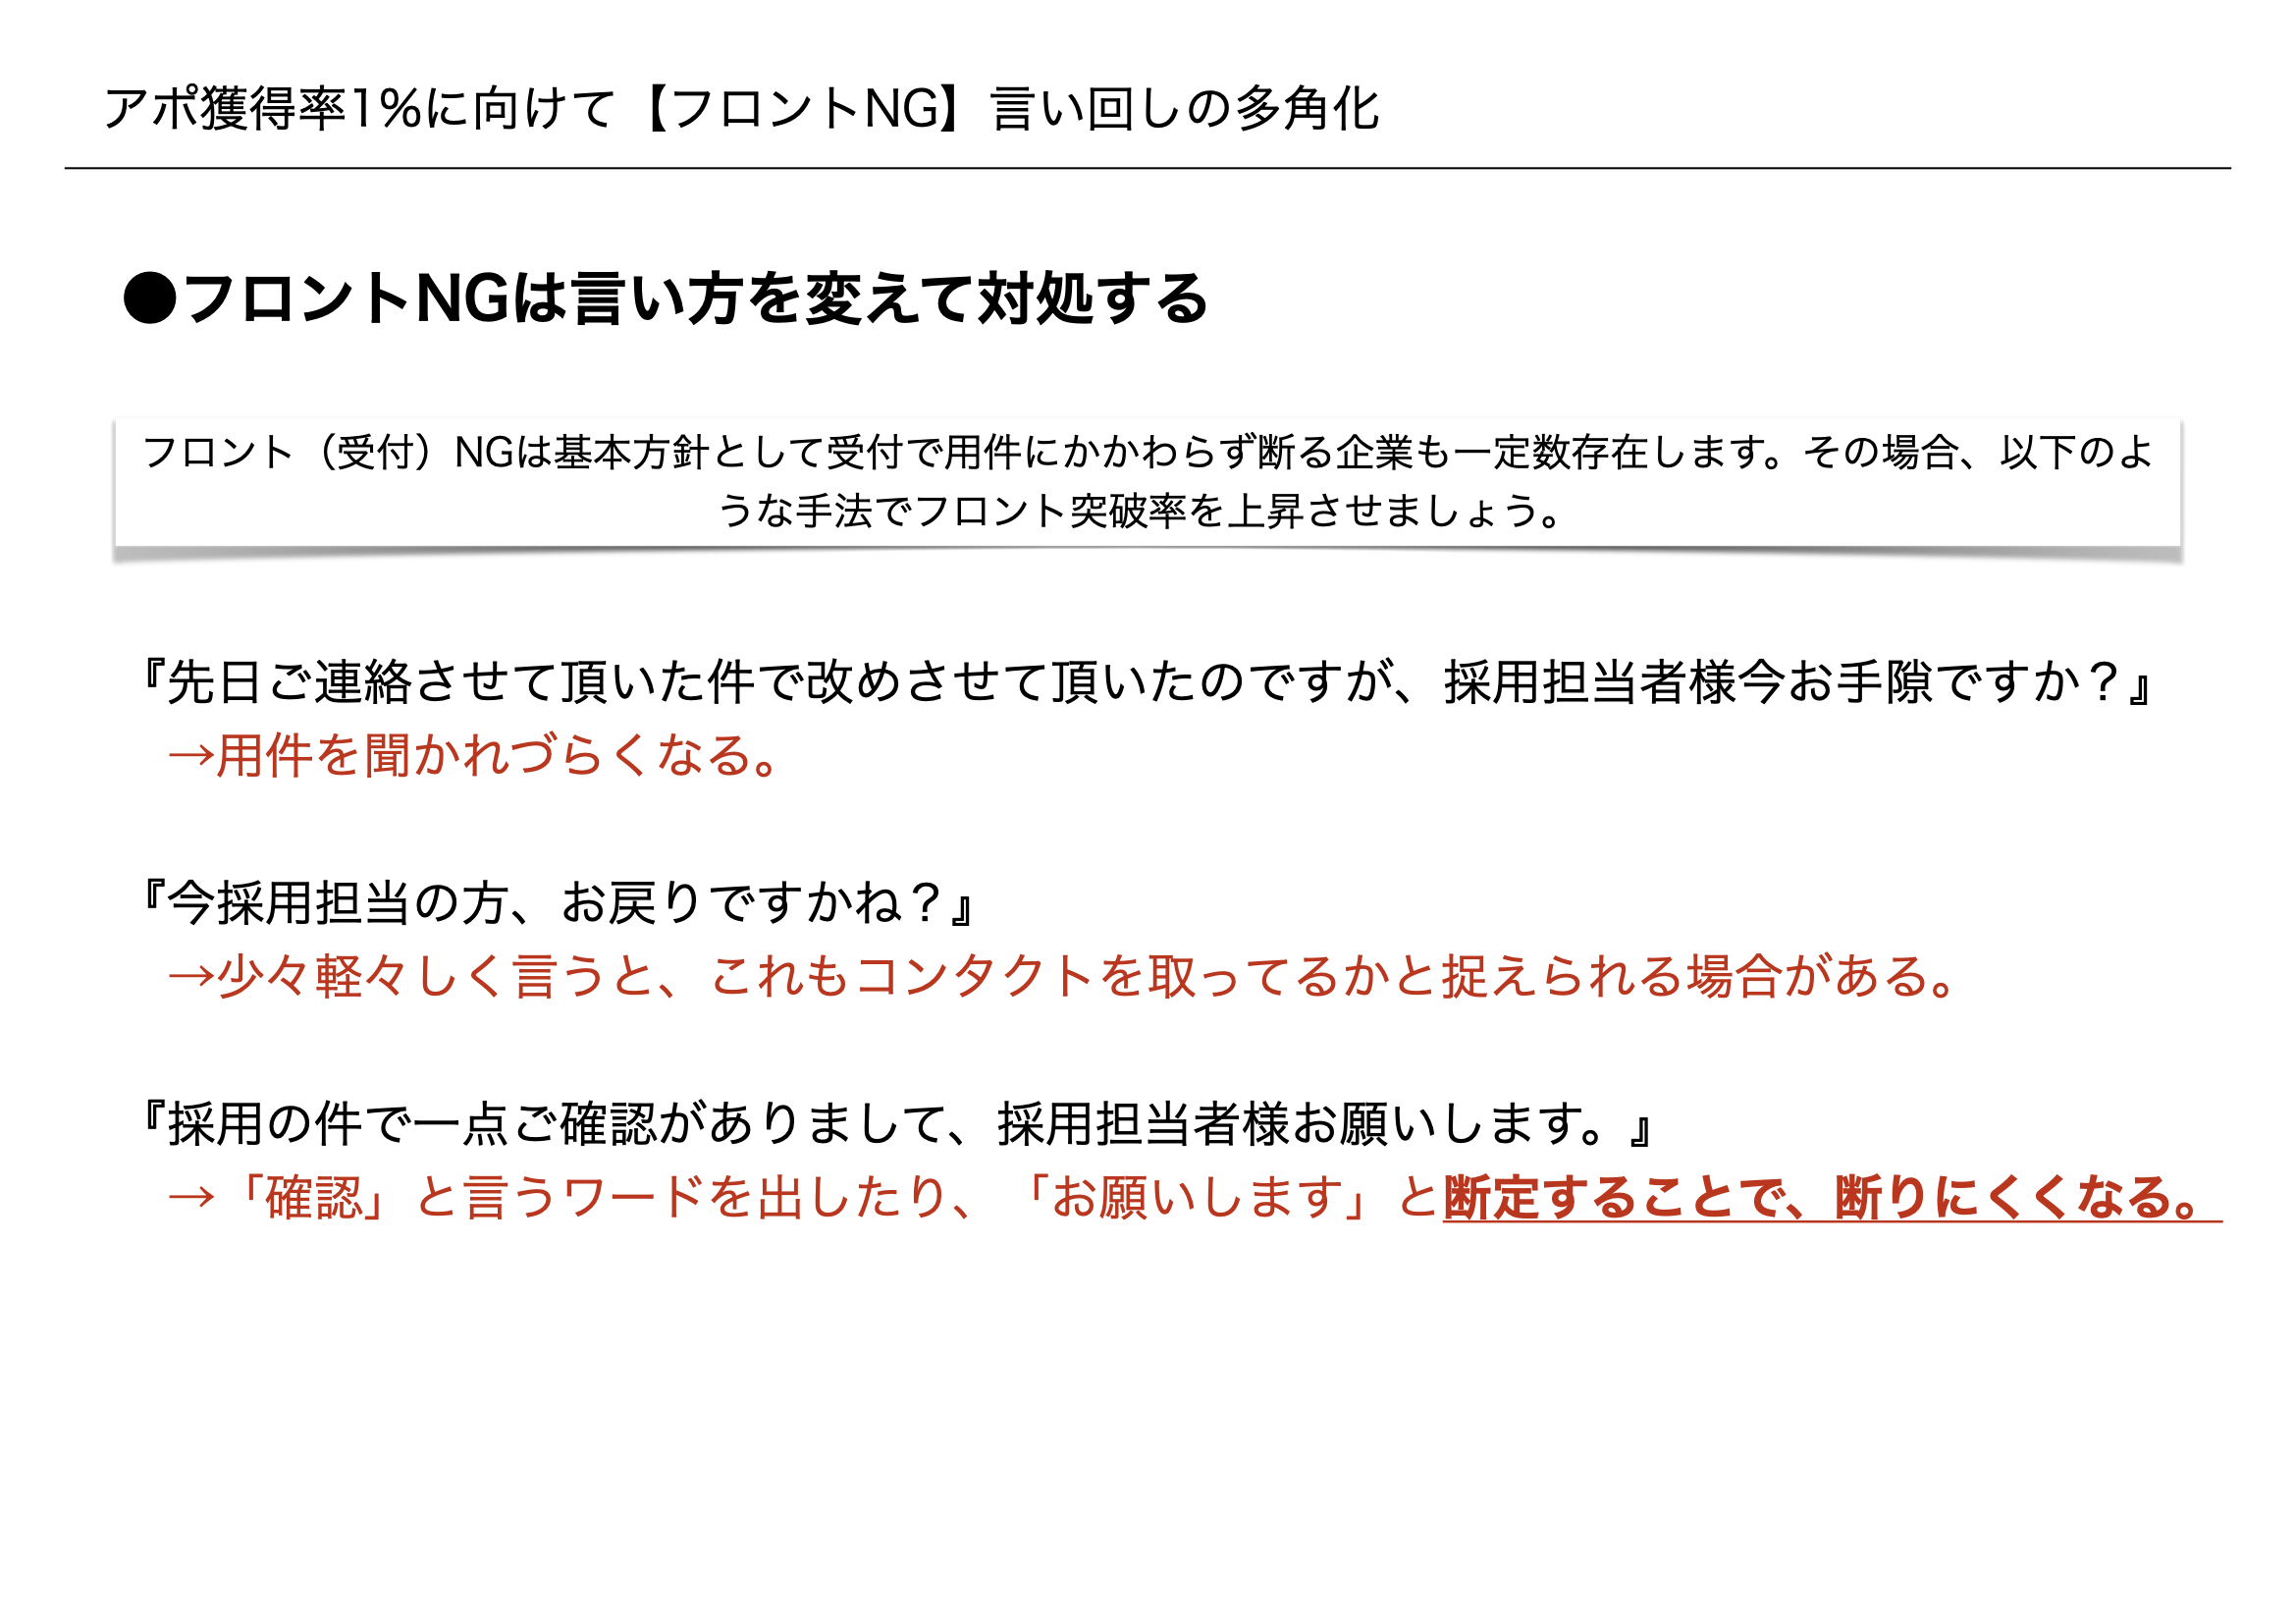 アポ獲得率1%に向けて【フロントNG】言い回しの多角化
●フロントNGは言い方を変えて対処する
フロント（受付）NGは基本方針として受付で用件にかかわらず断る企業も一定数存在します。その場合、以下のよ
うな手法でフロント突破率を上昇させましょう。
『先日ご連絡させて頂いた件で改めさせて頂いたのですが、採用担当者様今お手隙ですか？』
→用件を聞かれづらくなる。
『今採用担当の方、お戻りですかね？』
→少々軽々しく言うと、これもコンタクトを取ってるかと捉えられる場合がある。
『採用の件で一点ご確認がありまして、採用担当者様お願いします。』
→「確認」と言うワードを出したり、「お願いします」と断定することで、断りにくくなる。